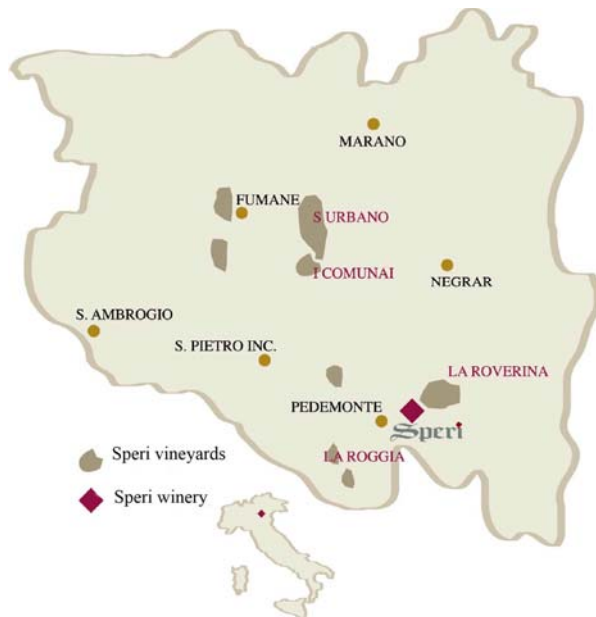 MARANO
FUMANE
S URBANO
I COMUNAI
NEGRAR
S. AMBROGIO
S. PIETRO INC.
LA ROVERINA
PEDEMONTE
Speri
LA ROGGIA
Speri vineyards
Speri winery